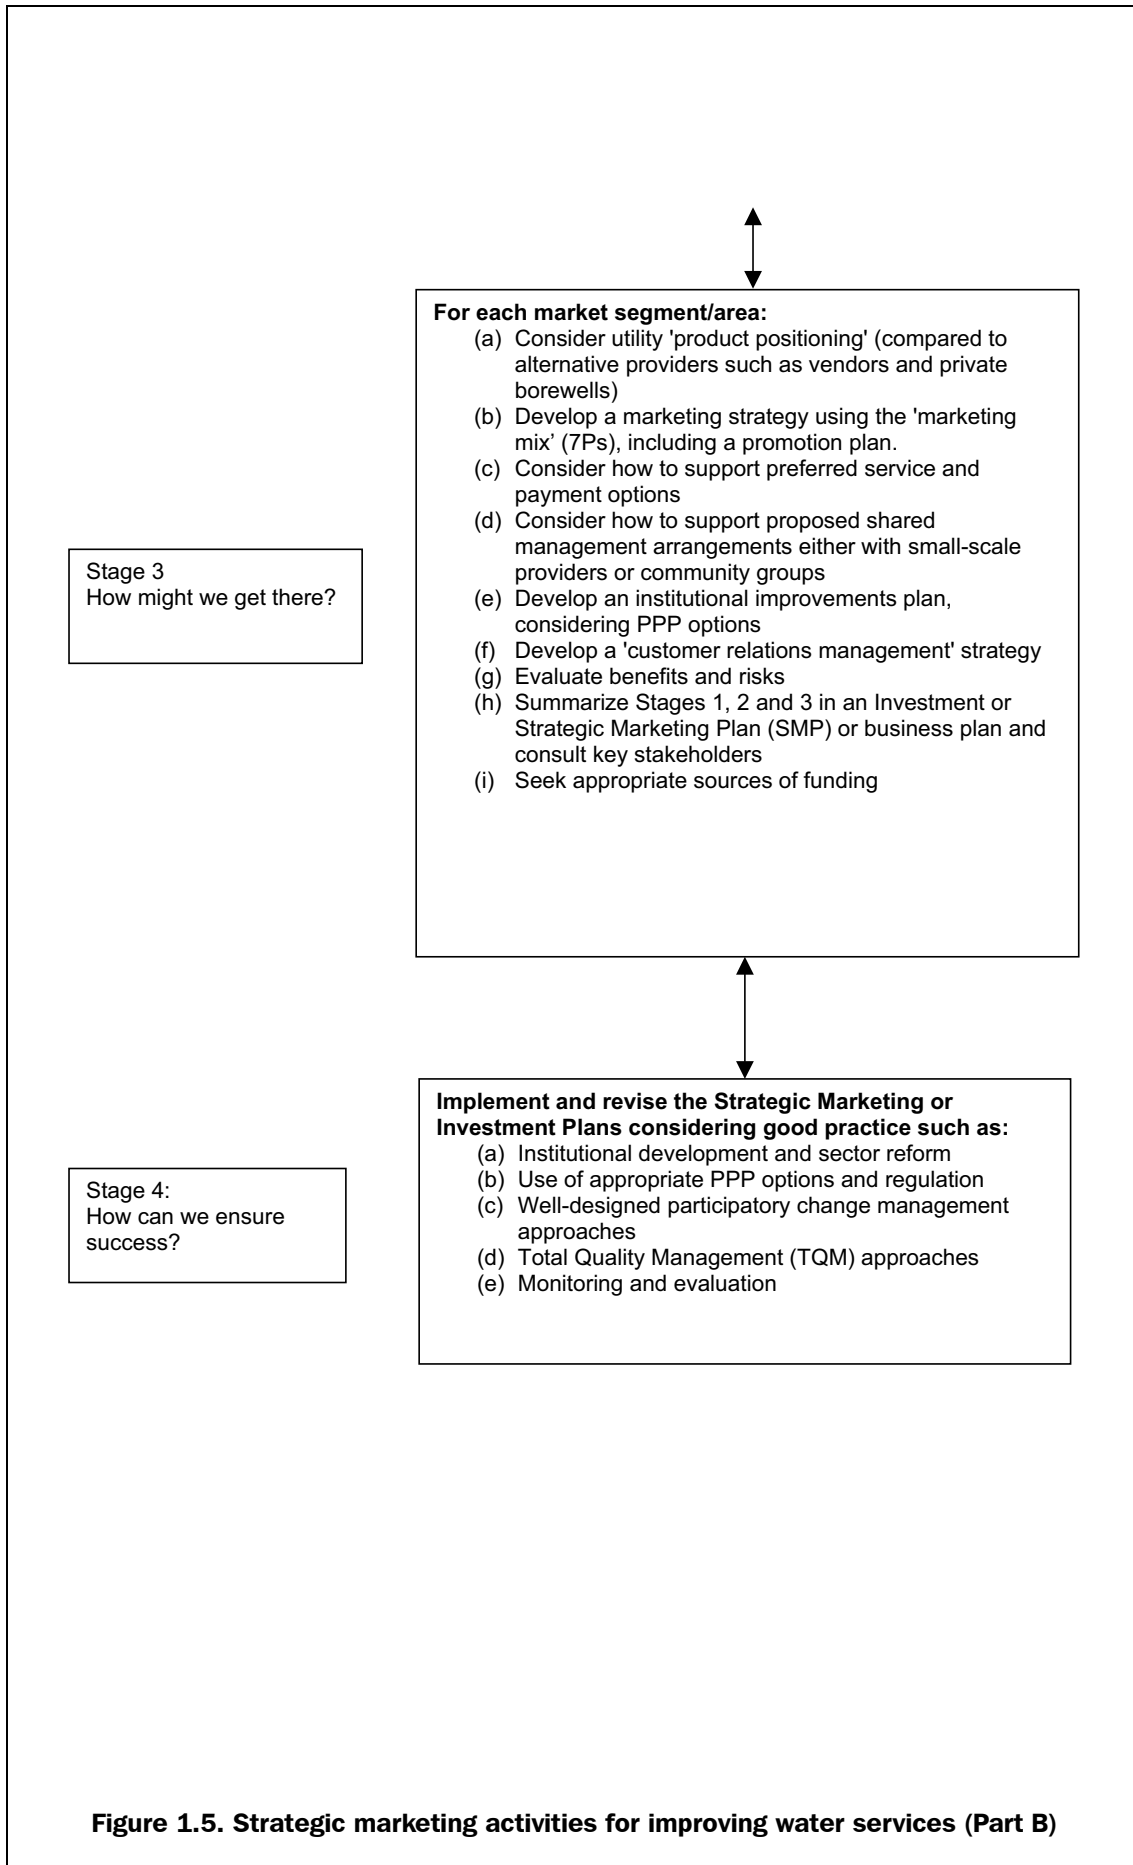 For each market segment/area:
(a) Consider utility 'product positioning' (compared to
alternative providers such as vendors and private
borewells)
(b) Develop a marketing strategy using the 'marketing
mix’ (7Ps), including a promotion plan.
(c) Consider how to support preferred service and
payment options
(d) Consider how to support proposed shared
management arrangements either with small-scale
providers or community groups
(e) Develop an institutional improvements plan,
considering PPP options
(f) Develop a 'customer relations management' strategy
(g) Evaluate benefits and risks
(h) Summarize Stages 1, 2 and 3 in an Investment or
Strategic Marketing Plan (SMP) or business plan and
consult key stakeholders
(i) Seek appropriate sources of funding
Stage 3
How might we get there?
Implement and revise the Strategic Marketing or
Investment Plans considering good practice such as:
(a) Institutional development and sector reform
(b) Use of appropriate PPP options and regulation
(c) Well-designed participatory change management
approaches
(d) Total Quality Management (TQM) approaches
(e) Monitoring and evaluation
Stage 4:
How can we ensure
success?
Figure 1.5. Strategic marketing activities for improving water services (Part B)